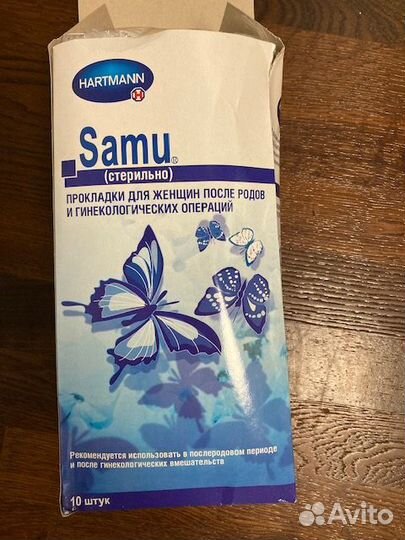 HARTMANN
H
Samu®
(стерильно)
ПРОКЛАДКИ ДЛЯ ЖЕНЩИН ПОСЛЕ РОДОВ
И ГИНЕКОЛОГИЧЕСКИХ ОПЕРАЦИЙ
Рекомендуется использовать в послеродовом периоде
и после гинекологических вмешательств
10 штук
Avito